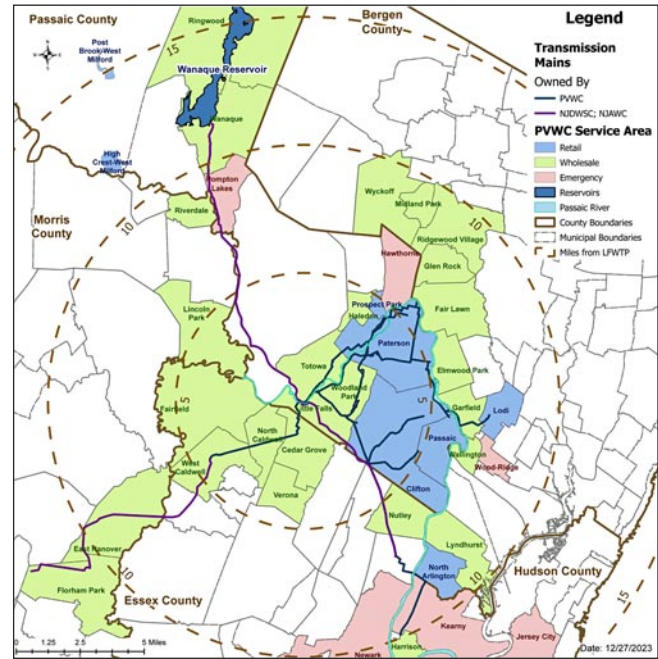 Passaic County
Post
Brook-West
Milford
Ringwood
Bergen
County
15
Wanaque Reservoir
Wanaque
High
Crest-West
Milford
Pompton
Lakes
Riverdale
Morris
County
10
Wyckoff
Midland Park
Ridgewood Village
10
Hawthorne
Glen Rock
Lincoln
Park
Prospect Park
Haledon
Fair Lawn
Paterson
Totowa
Elmwood Park
Woodland
Park
5
Fairfield
Little Falls
5
Garfield
Lodi
North
Caldwell
Cedar Grove
Passaic
Wallington
Wood-Ridge
West
Caldwell
Verona
Clifton
Nutley
East Hanover
Lyndhurst
North
Arlington
Florham Park
10
10
Hudson County
15
Essex County
Kearny
Jersey City
Harrison
Newark
0 1.25 2.5 5 Miles
Date: 12/27/2023
Legend
Transmission
Mains
Owned By
PVWC
NJDWSC; NJAWC
PVWC Service Area
Retail
Wholesale
Emergency
Reservoirs
Passaic River
County Boundaries
Municipal Boundaries
Miles from LFWTP